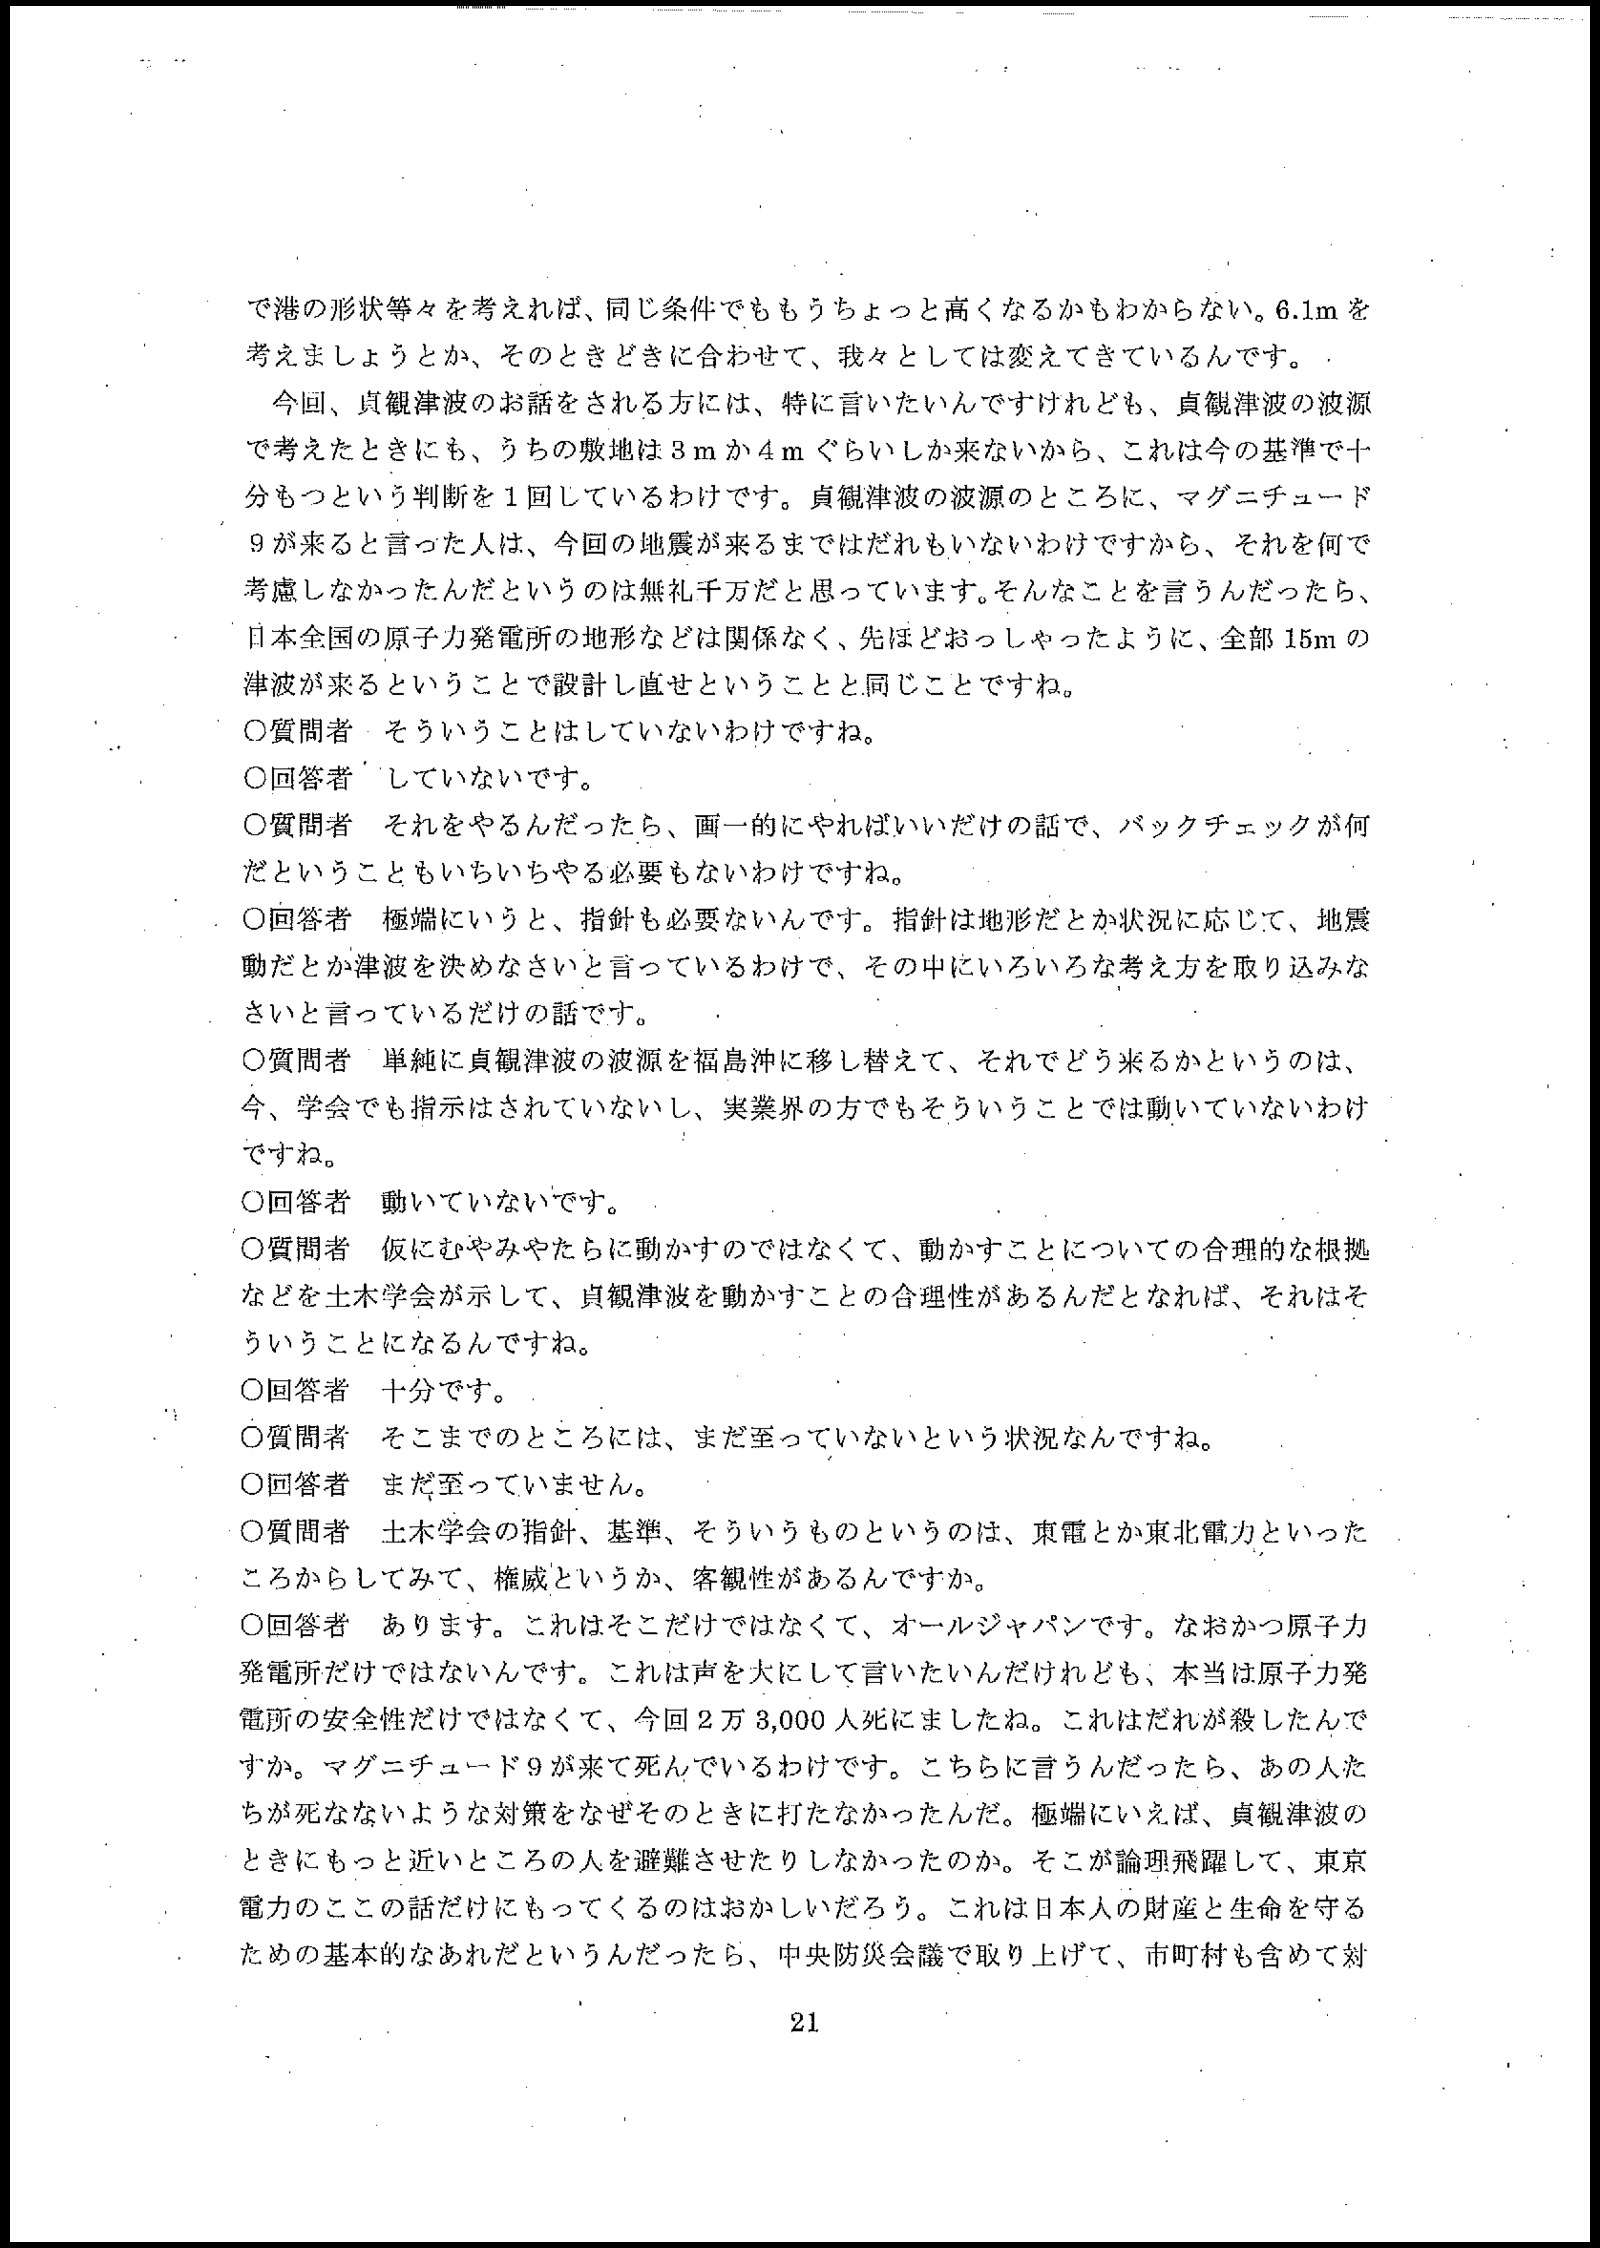 で港の形状等々を考えれば、同じ条件でももうちょっと高くなるかもわからない。6.1mを
考えましょうとか、そのときどきに合わせて、我々としては変えてきているんです。
　今回、貞観津波のお話をされる方には、特に言いたいんですけれども、貞観津波の波源
で考えたときにも、うちの敷地は3mか4mぐらいしか来ないから、これは今の基準で十
分もつという判断を1回しているわけです。貞観津波の波源のところに、マグニチュード
9が来ると言った人は、今回の地震が来るまではだれもいないわけですから、それを何で
考慮しなかったんだというのは無礼千万だと思っています。そんなことを言うんだったら、
日本全国の原子力発電所の地形などは関係なく、先ほどおっしゃったように、全部15mの
津波が来るということで設計し直せということと同じことですね。
○質問者　そういうことはしていないわけですね。
○回答者　していないです。
○質問者　それをやるんだったら、画一的にやればいいだけの話で、バックチェックが何
だということもいちいちやる必要もないわけですね。
○回答者　極端にいうと、指針も必要ないんです。指針は地形だとか状況に応じて、地震
動だとか津波を決めなさいと言っているわけで、その中にいろいろな考え方を取り込みな
さいと言っているだけの話です。
○質問者　単純に貞観津波の波源を福島沖に移し替えて、それでどう来るかというのは、
今、学会でも指示はされていないし、実業界の方でもそういうことでは動いていないわけ
ですね。
○回答者　動いていないです。
○質問者　仮にむやみやたらに動かすのではなくて、動かすことについての合理的な根拠
などを土木学会が示して、貞観津波を動かすことの合理性があるんだとなれば、それはそ
ういうことになるんですね。
○回答者　十分です。
○質問者　そこまでのところには、まだ至っていないという状況なんですね。
○回答者　まだ至っていません。
○質問者　土木学会の指針、基準、そういうものというのは、東電とか東北電力といった
ころからしてみて、権威というか、客観性があるんですか。
○回答者　あります。これはそこだけではなくて、オールジャパンです。なおかつ原子力
発電所だけではないんです。これは声を大にして言いたいんだけれども、本当は原子力発
電所の安全性だけではなくて、今回2万3,000人死にましたね。これはだれが殺したんで
すか。マグニチュード9が来て死んでいるわけです。こちらに言うんだったら、あの人た
ちが死なないような対策をなぜそのときに打たなかったんだ。極端にいえば、貞観津波の
ときにもっと近いところの人を避難させたりしなかったのか。そこが論理飛躍して、東京
電力のここの話だけにもってくるのはおかしいだろう。これは日本人の財産と生命を守る
ための基本的なあれだというんだったら、中央防災会議で取り上げて、市町村も含めて対
21